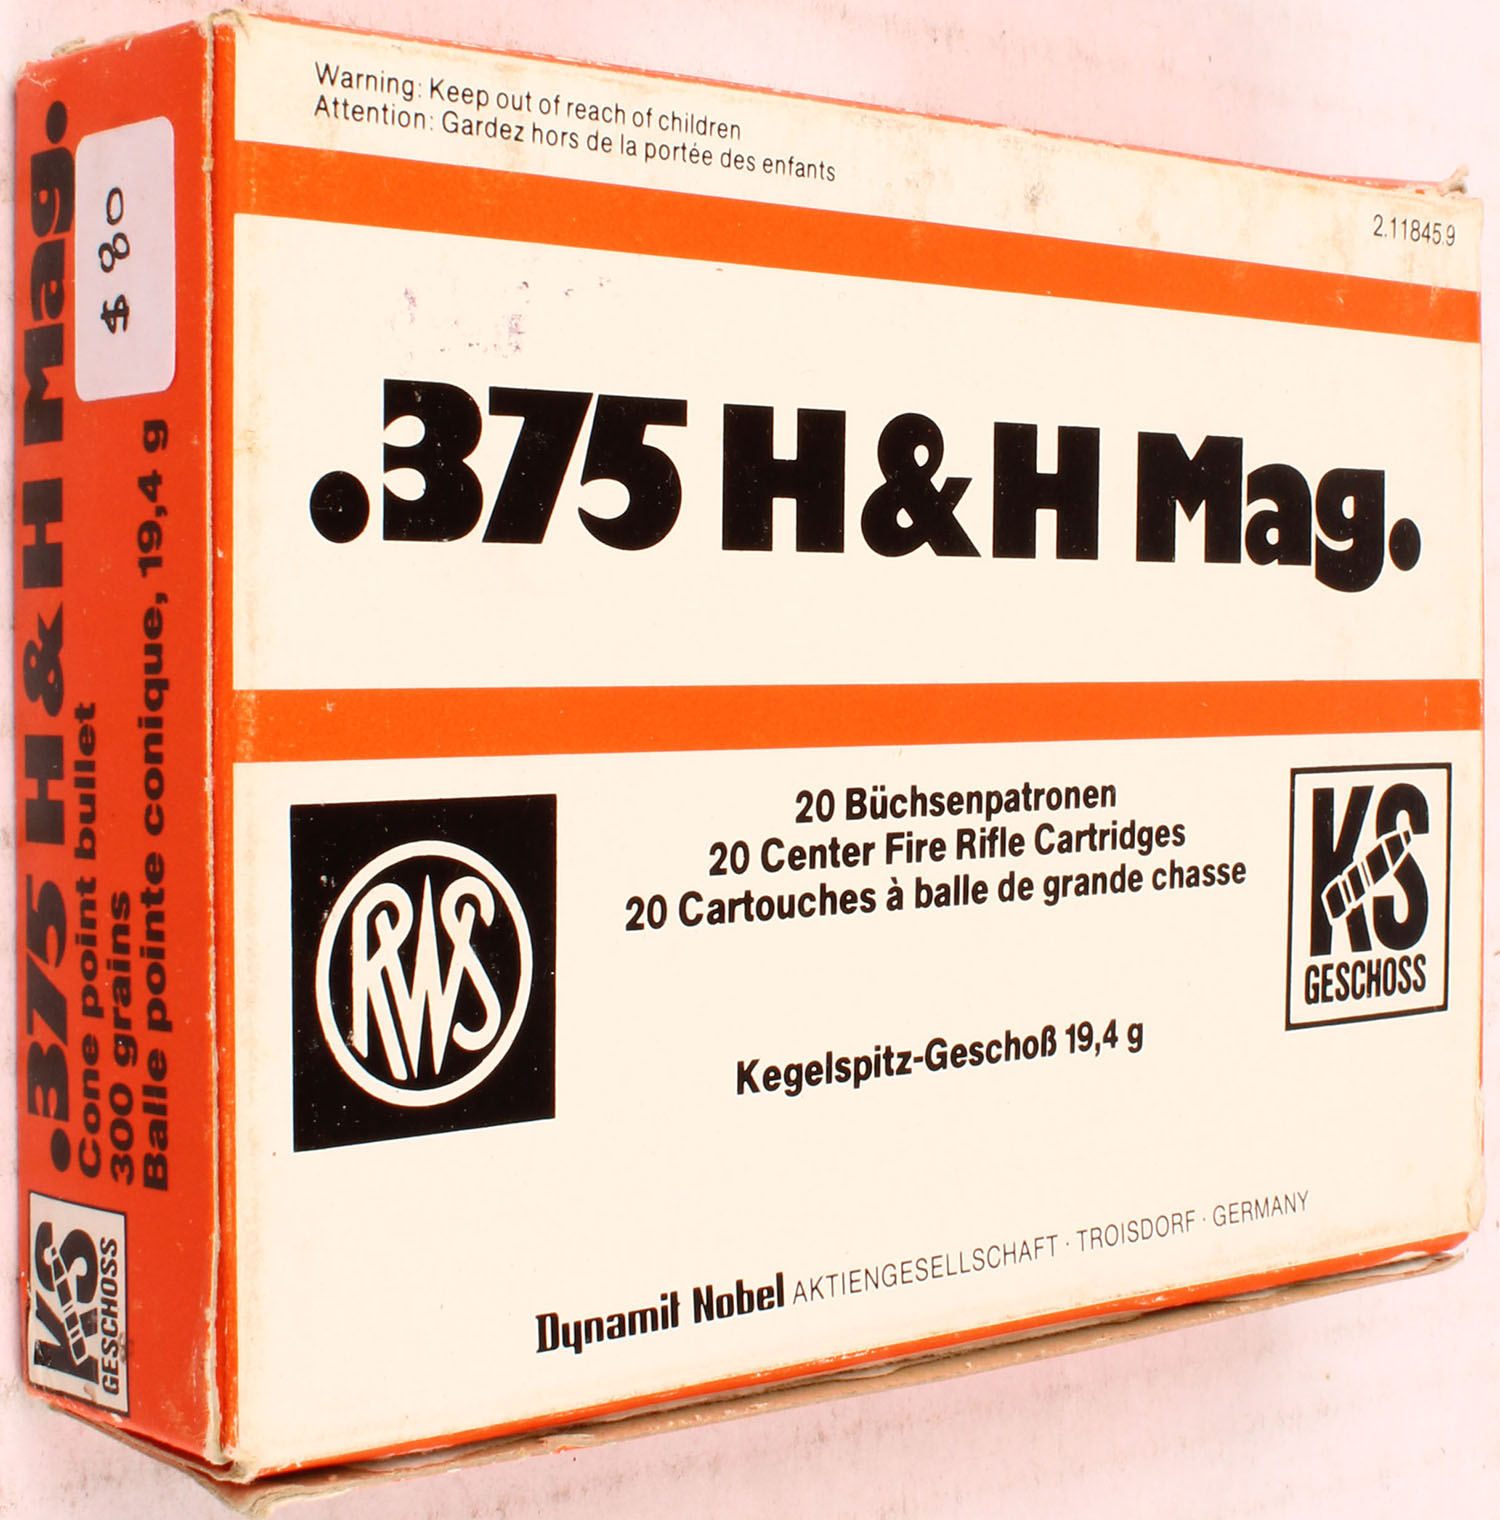 Warning: Keep out of reach of children
Attention: Gardez hors de la portée des enfants
2.11845.9
.375 H&H Mag.
RWS
20 Büchsenpatronen
20 Center Fire Rifle Cartridges
20 Cartouches à balle de grande chasse
KS
GESCHOSS
Kegelspitz-Geschoß 19,4 g
Dynamit Nobel AKTIENGESELLSCHAFT · TROISDORF · GERMANY
.375 H&H Mag.
Cone point bullet
300 grains
Balle pointe conique, 19,4 g
$ 80
KS
GESCHOSS